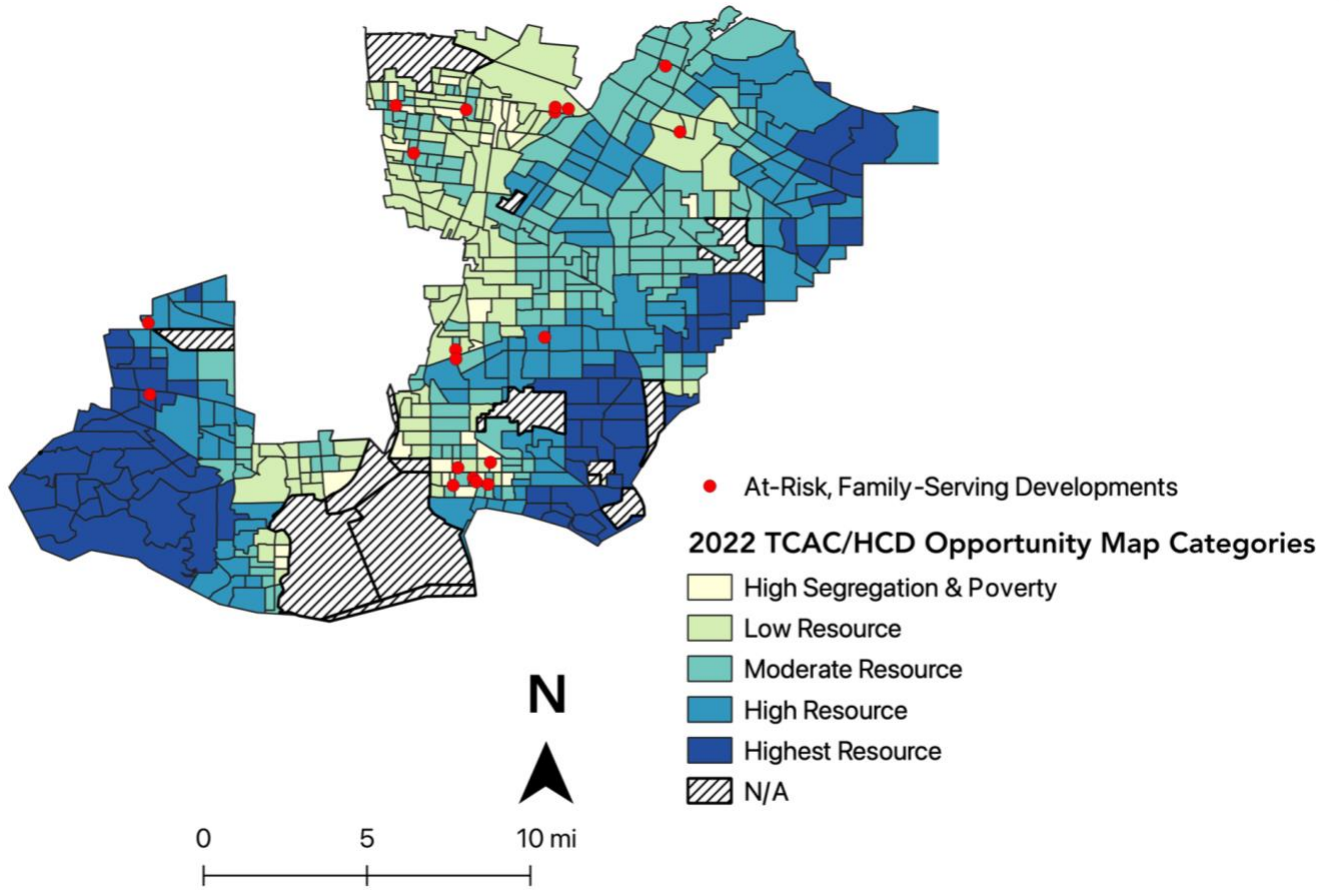 At-Risk, Family-Serving Developments
2022 TCAC/HCD Opportunity Map Categories
High Segregation & Poverty
Low Resource
Moderate Resource
High Resource
Highest Resource
N/A
N
0 5 10 mi